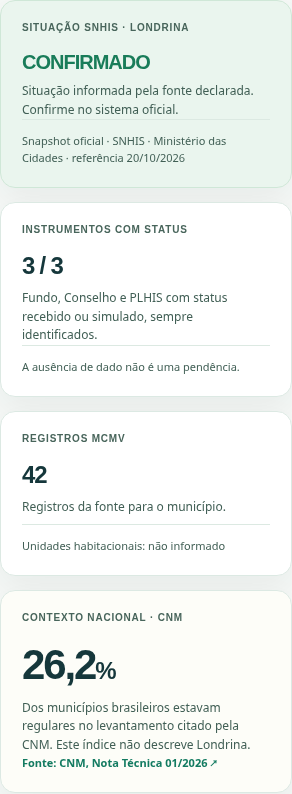 SITUAÇÃO SNHIS · LONDRINA
CONFIRMADO
Situação informada pela fonte declarada.
Confirme no sistema oficial.
Snapshot oficial · SNHIS · Ministério das
Cidades · referência 20/10/2026
INSTRUMENTOS COM STATUS
3 / 3
Fundo, Conselho e PLHIS com status
recebido ou simulado, sempre
identificados.
A ausência de dado não é uma pendência.
REGISTROS MCMV
42
Registros da fonte para o município.
Unidades habitacionais: não informado
CONTEXTO NACIONAL · CNM
26,2%
Dos municípios brasileiros estavam
regulares no levantamento citado pela
CNM. Este índice não descreve Londrina.
Fonte: CNM, Nota Técnica 01/2026 ↗